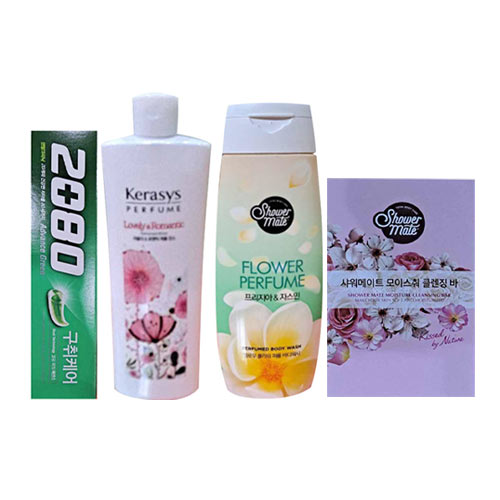 2080
Advance Green
구취케어
Kerasys
PERFUME
Lovely & Romantic
Shower
Mate
FLOWER
PERFUME
프리지아 & 자스민
PERFUMED BODY WASH
Shower
Mate
샤워메이트 모이스춰 클렌징 바
SHOWER MATE MOISTURE CLEANSING BAR
Kissed
by Nature